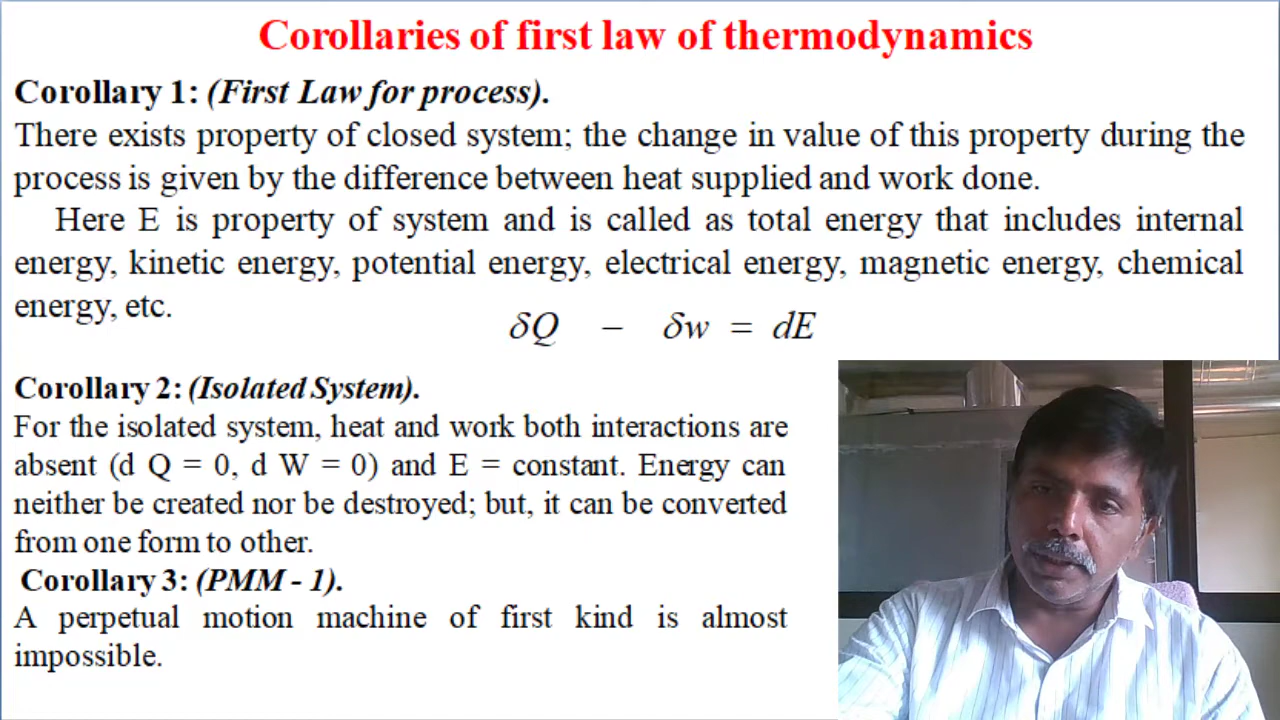 Corollaries of first law of thermodynamics
Corollary 1: (First Law for process).
There exists property of closed system; the change in value of this property during the
process is given by the difference between heat supplied and work done.
Here E is property of system and is called as total energy that includes internal
energy, kinetic energy, potential energy, electrical energy, magnetic energy, chemical
energy, etc.
δQ − δw = dE
Corollary 2: (Isolated System).
For the isolated system, heat and work both interactions are
absent (d Q = 0, d W = 0) and E = constant. Energy can
neither be created nor be destroyed; but, it can be converted
from one form to other.
Corollary 3: (PMM - 1).
A perpetual motion machine of first kind is almost
impossible.